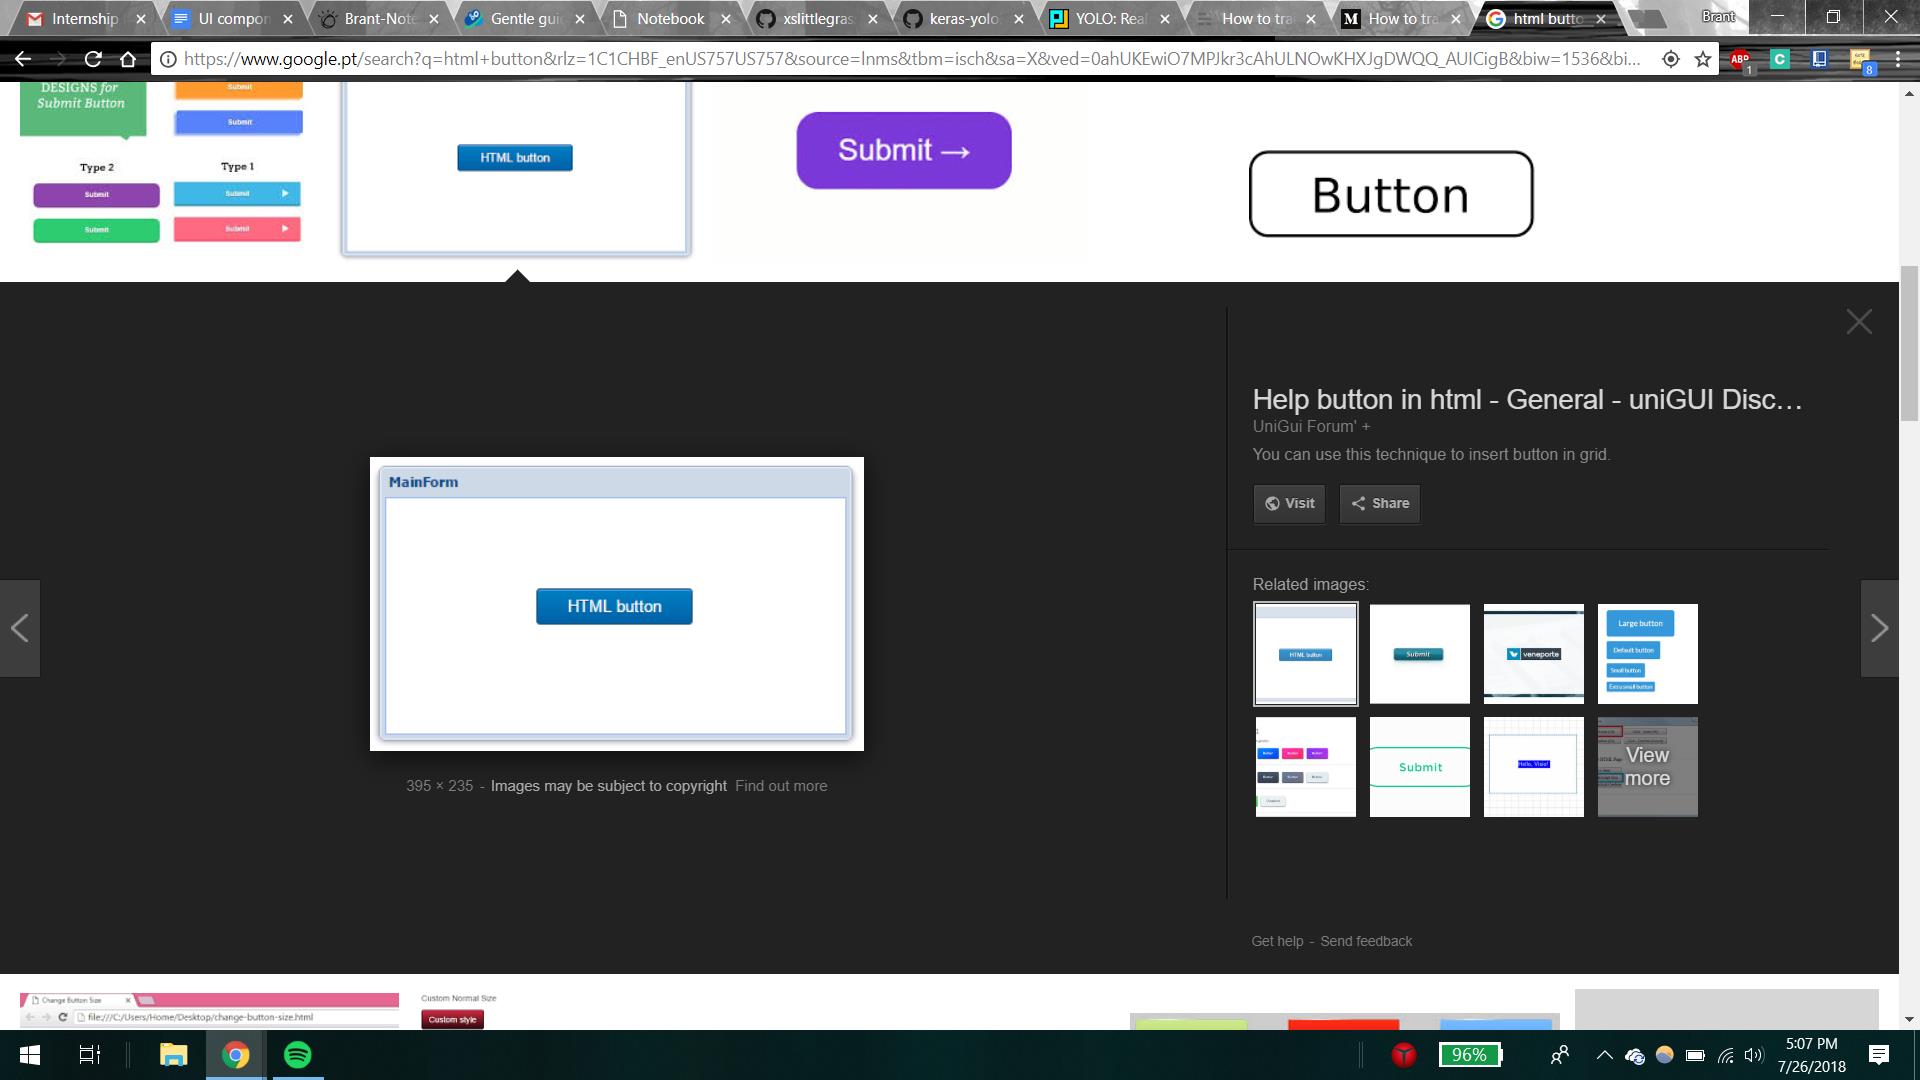 Internship
UI compon
Brant-Note
Gentle guid
Notebook
xslittlegras
keras-yolo
YOLO: Real
How to tra
How to tra
html butto
Brant
https://www.google.pt/search?q=html+button&rlz=1C1CHBF_enUS757US757&source=lnms&tbm=isch&sa=X&ved=0ahUKEwiO7MPJkr3cAhULNOwKHXJgDWQQ_AUICigB&biw=1536&bi...
ABP
1
C
8
DESIGNS for
Submit Button
Submit
Submit
Type 2
Type 1
Submit
Submit
Submit
Submit
HTML button
Submit →
Button
MainForm
HTML button
395 × 235 - Images may be subject to copyright Find out more
Help button in html - General - uniGUI Disc...
UniGui Forum' +
You can use this technique to insert button in grid.
Visit
Share
Related images:
HTML button
Submit
veneporte
Large button
Default button
Small button
Extra small button
Submit
Hello, Visio!
View
more
Get help - Send feedback
Change Button Size
file:///C:/Users/Home/Desktop/change-button-size.html
Custom Normal Size
Custom style
96%
5:07 PM
7/26/2018